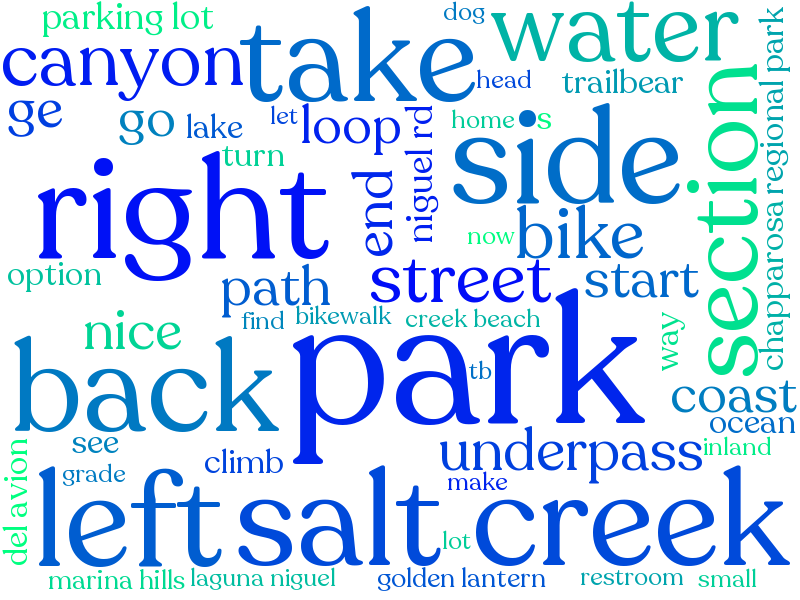 parking lot
dog
water
canyon
take
head
trailbear
ge
go
lake
let
loop
niguel rd
home
is
section
chapparosa regional park
turn
right
end
side
bike
now
option
path
street
start
nice
find
bikewalk
creek beach
way
back
park
tb
coast
ocean
see
underpass
inland
del avion
grade
climb
make
left
salt
creek
lot
marina hills
laguna niguel
golden lantern
restroom
small